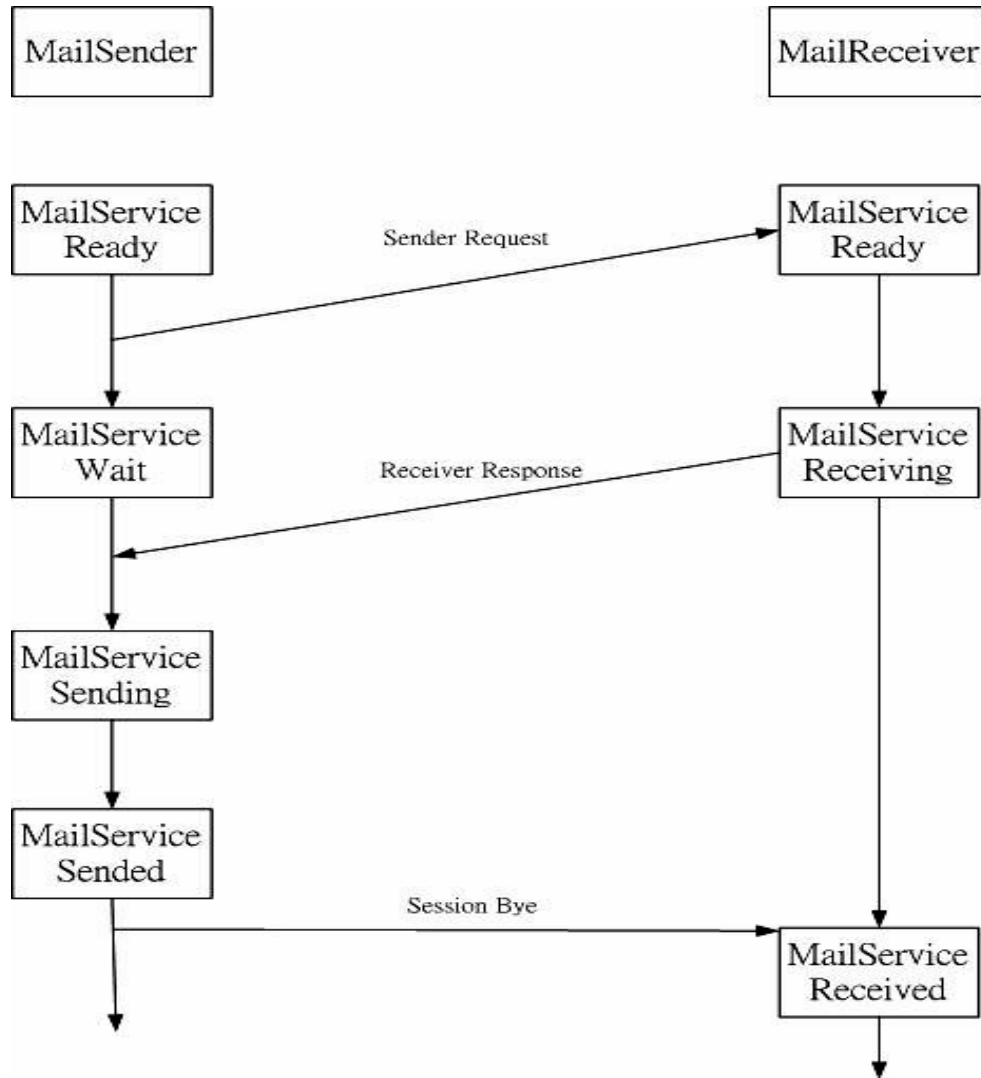 MailSender
MailReceiver
MailService
Ready
Sender Request
MailService
Ready
MailService
Wait
Receiver Response
MailService
Receiving
MailService
Sending
MailService
Sended
Session Bye
MailService
Received